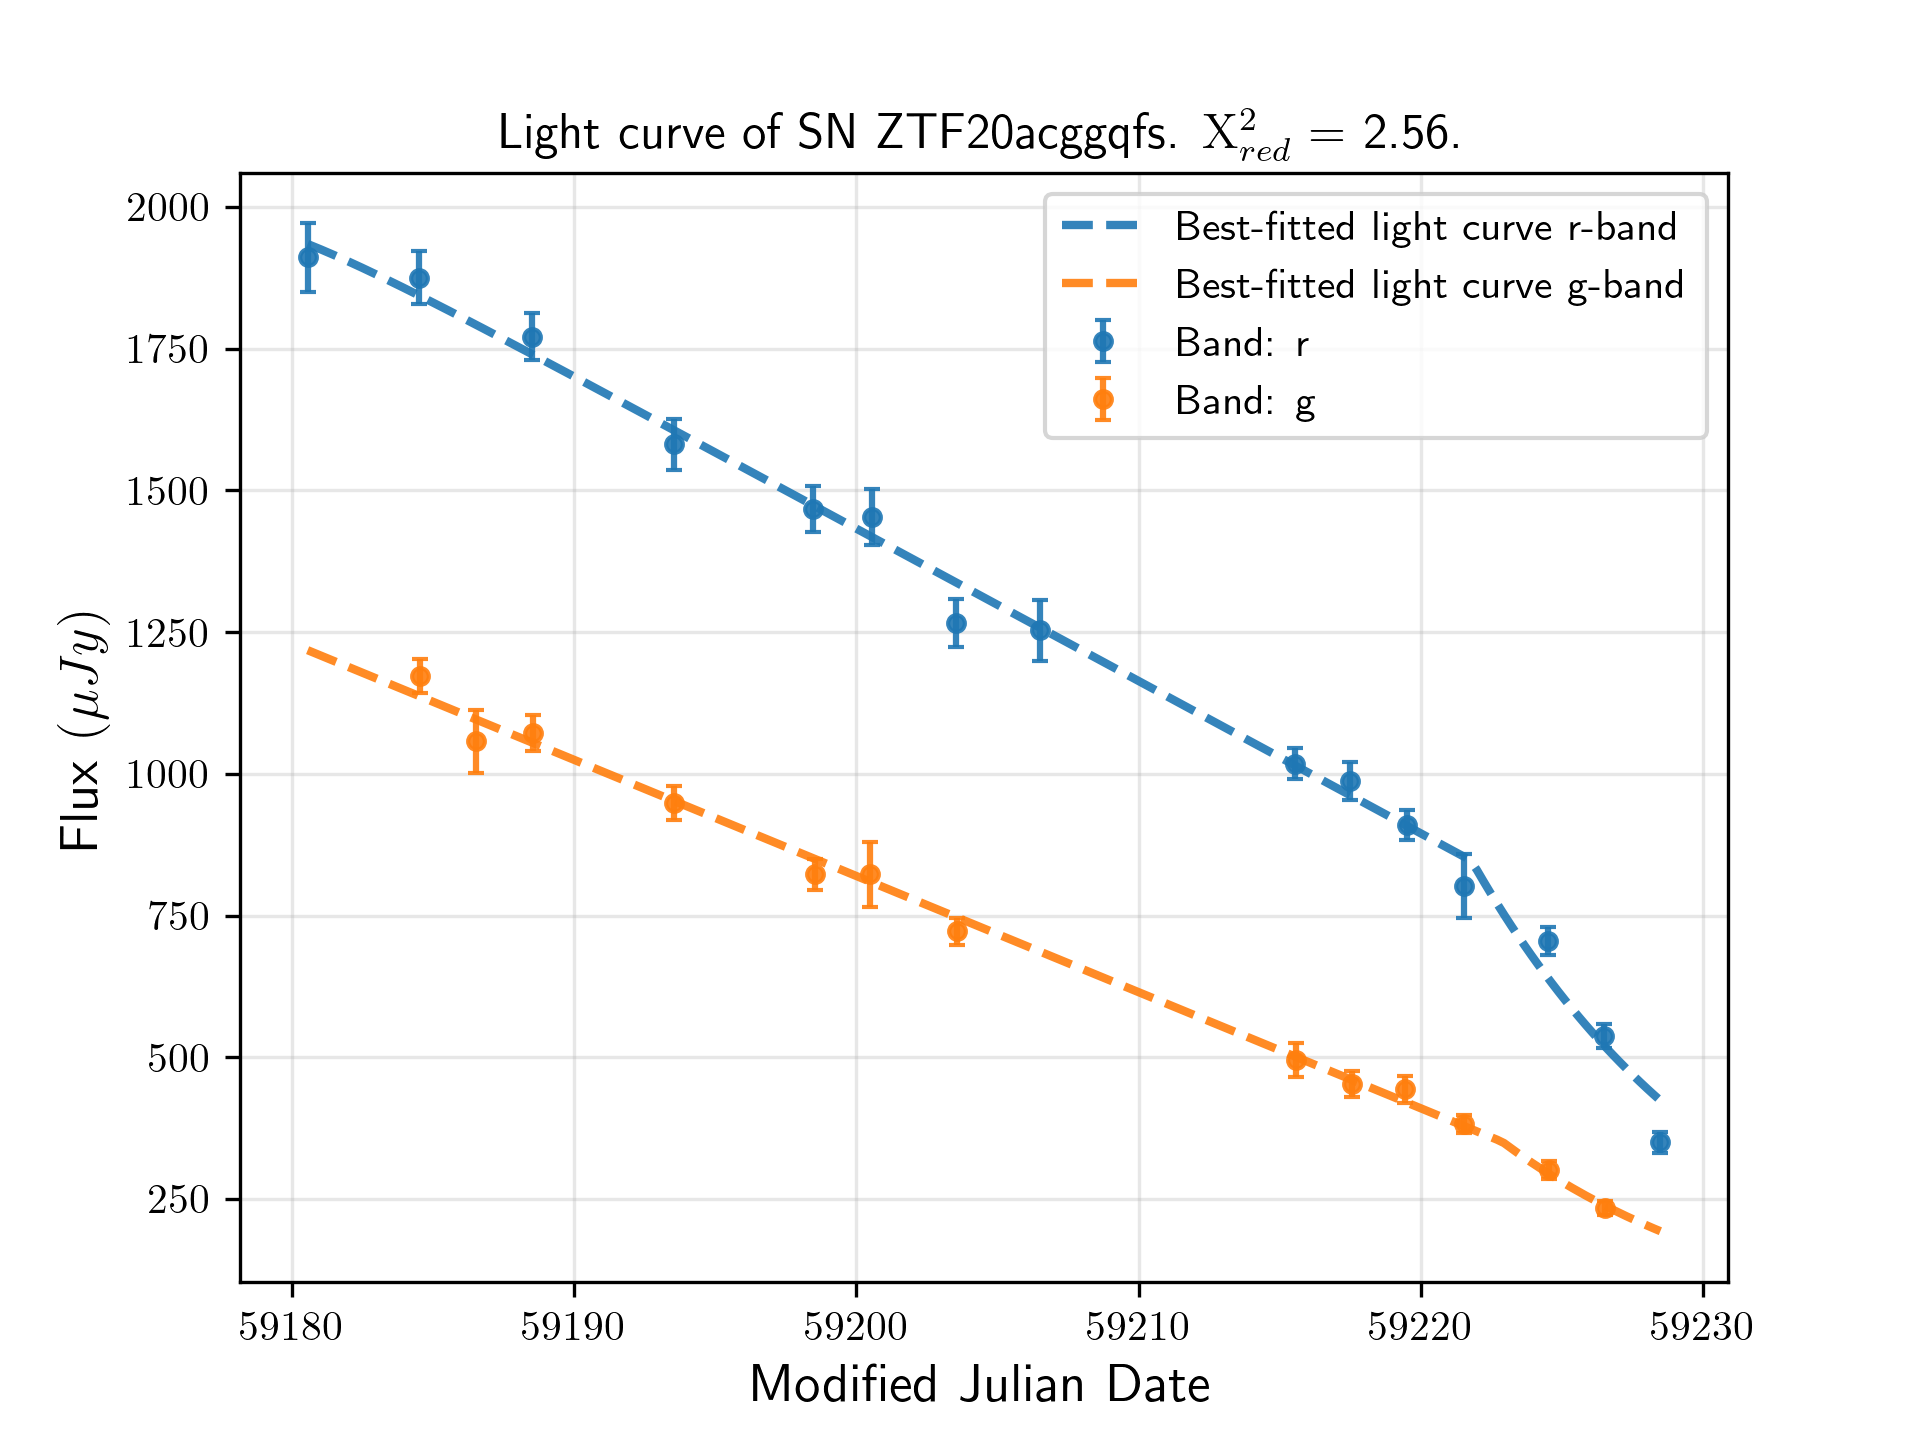 Light curve of SN ZTF20acggqfs. X²_red = 2.56.
Best-fitted light curve r-band
Best-fitted light curve g-band
Band: r
Band: g
Flux (μJy)
2000
1750
1500
1250
1000
750
500
250
59180 59190 59200 59210 59220 59230
Modified Julian Date